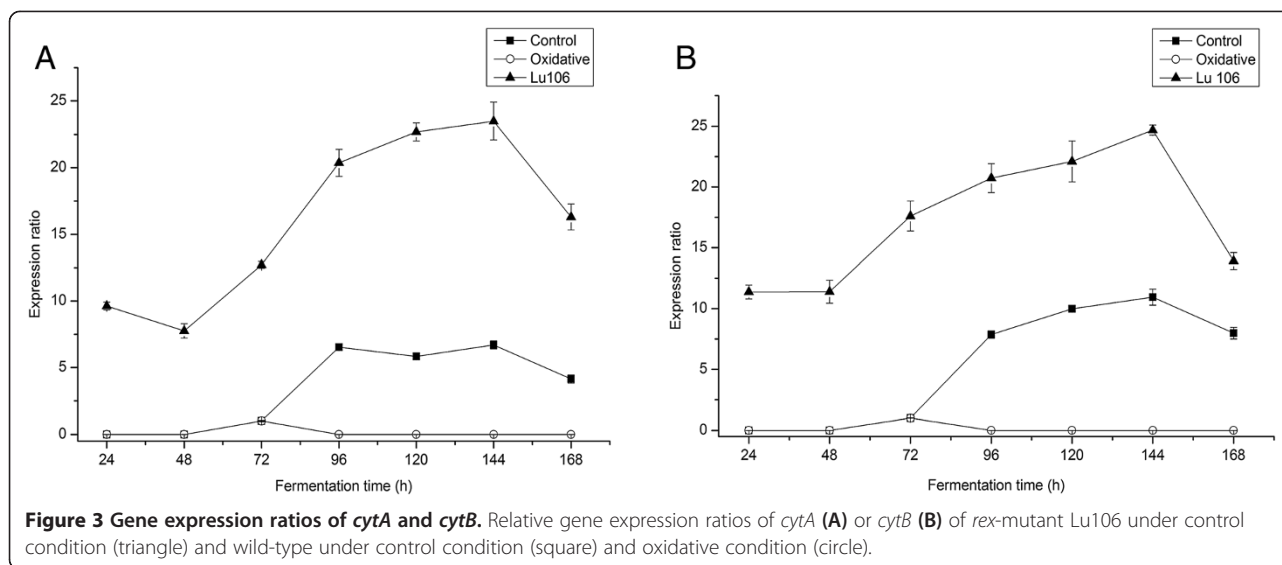 A
Control
Oxidative
Lu106
Expression ratio
25
20
15
10
5
0
24 48 72 96 120 144 168
Fermentation time (h)
B
Control
Oxidative
Lu 106
Expression ratio
25
20
15
10
5
0
24 48 72 96 120 144 168
Fermentation time (h)
Figure 3 Gene expression ratios of cytA and cytB. Relative gene expression ratios of cytA (A) or cytB (B) of rex-mutant Lu106 under control
condition (triangle) and wild-type under control condition (square) and oxidative condition (circle).